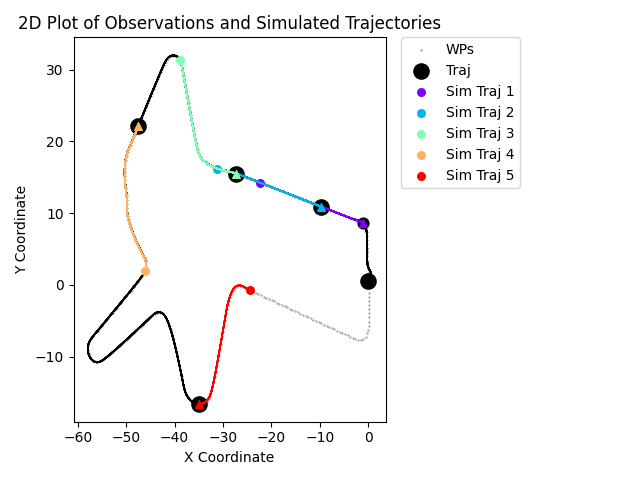 2D Plot of Observations and Simulated Trajectories
WPs
Traj
Sim Traj 1
Sim Traj 2
Sim Traj 3
Sim Traj 4
Sim Traj 5
30
20
10
0
−10
Y Coordinate
−60 −50 −40 −30 −20 −10 0
X Coordinate